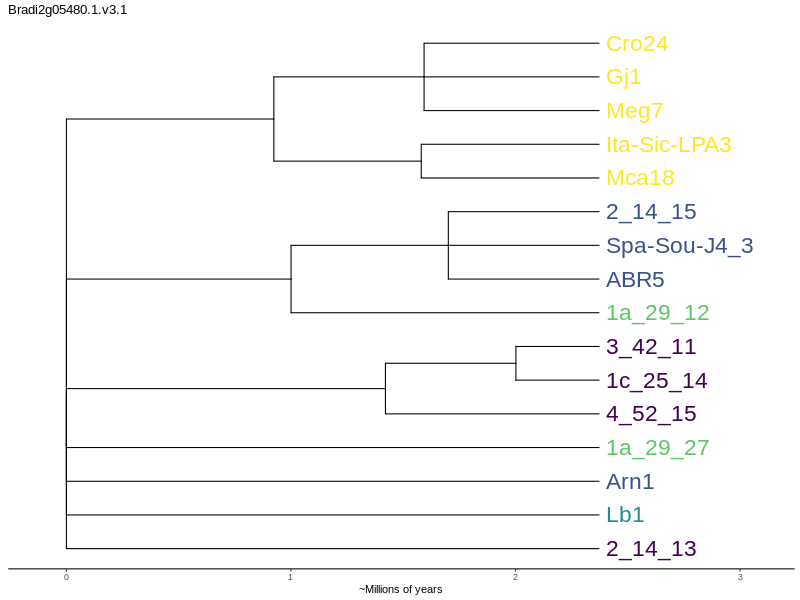 Bradi2g05480.1.v3.1
Cro24
Gj1
Meg7
Ita-Sic-LPA3
Mca18
2_14_15
Spa-Sou-J4_3
ABR5
1a_29_12
3_42_11
1c_25_14
4_52_15
1a_29_27
Arn1
Lb1
2_14_13
0 1 2 3
~Millions of years